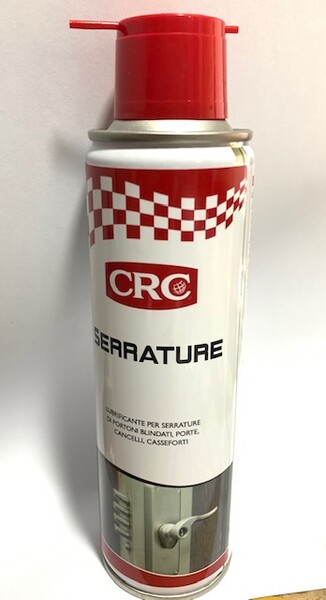 CRC
SERRATURE
LUBRIFICANTE PER SERRATURE
DI PORTONI BLINDATI, PORTE,
CANCELLI, CASSEFORTI